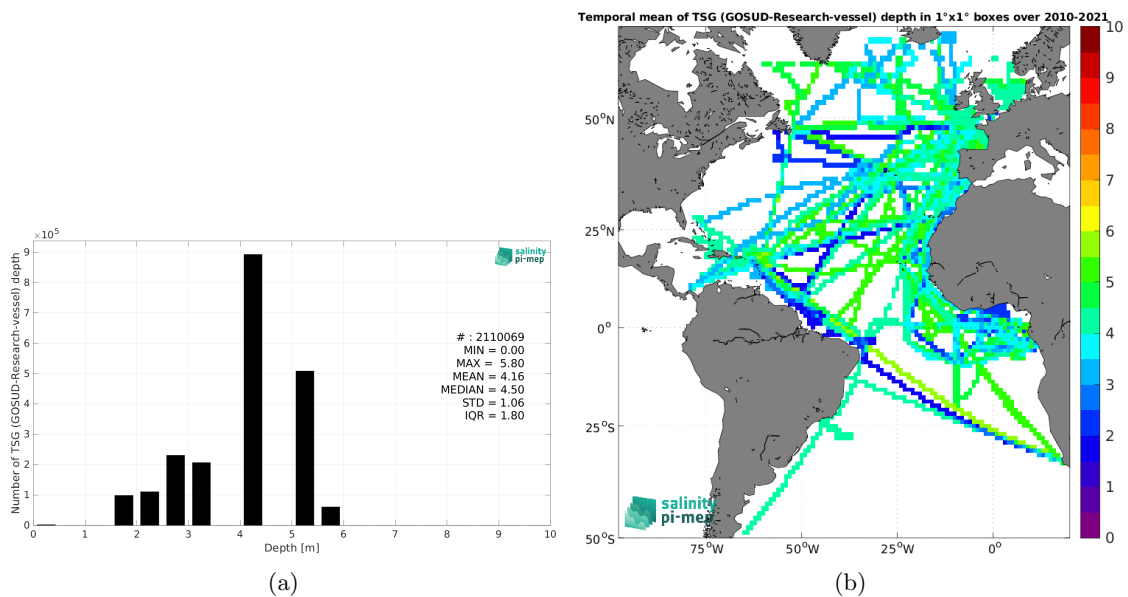 Temporal mean of TSG (GOSUD-Research-vessel) depth in 1°x1° boxes over 2010-2021
×10⁵
Number of TSG (GOSUD-Research-vessel) depth
9
8
7
6
5
4
3
2
1
0
0
1
2
3
4
5
6
7
8
9
10
Depth [m]
salinity
pi-mep
# : 2110069
MIN = 0.00
MAX = 5.80
MEAN = 4.16
MEDIAN = 4.50
STD = 1.06
IQR = 1.80
(a)
50°N
25°N
0°
25°S
50°S
75°W
50°W
25°W
0°
salinity
pi-mep
10
9
8
7
6
5
4
3
2
1
0
(b)